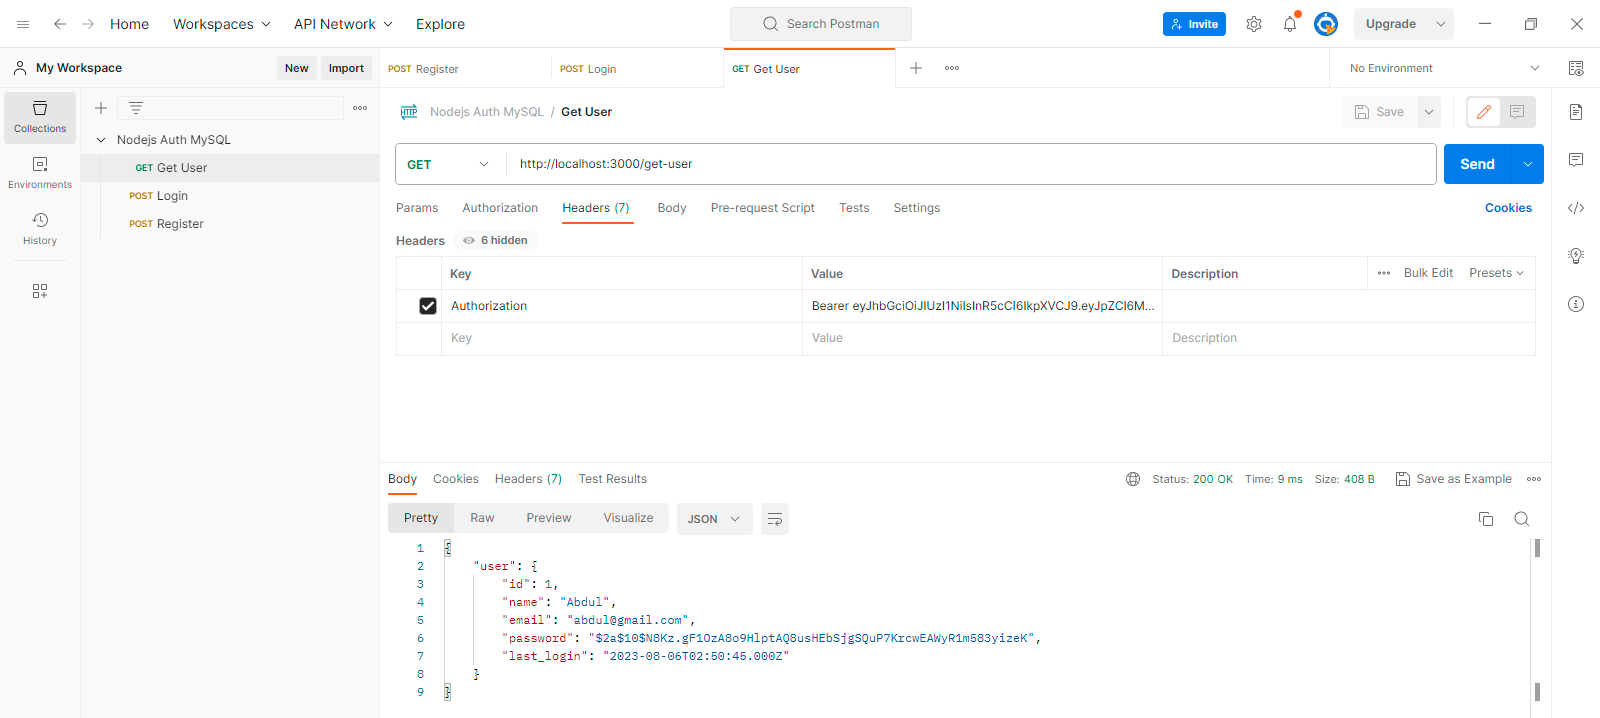 Home Workspaces API Network Explore Search Postman Invite Upgrade
My Workspace New Import POST Register POST Login GET Get User No Environment
Collections
Environments
History
Nodejs Auth MySQL
GET Get User
POST Login
POST Register
HTTP Nodejs Auth MySQL / Get User Save
GET http://localhost:3000/get-user Send
Params Authorization Headers (7) Body Pre-request Script Tests Settings Cookies
Headers 6 hidden
Key Value Description Bulk Edit Presets
Authorization Bearer eyJhbGciOiJIUzI1NiIsInR5cCI6IkpXVCJ9.eyJpZCI6M...
Key Value Description
Body Cookies Headers (7) Test Results Status: 200 OK Time: 9 ms Size: 408 B Save as Example
Pretty Raw Preview Visualize JSON
1 {
2 "user": {
3 "id": 1,
4 "name": "Abdul",
5 "email": "abdul@gmail.com",
6 "password": "$2a$10$N8Kz.gF1OzA8o9HlptAQ8usHEbSjgSQuP7KrcwEAWyR1m583yizeK",
7 "last_login": "2023-08-06T02:50:45.000Z"
8 }
9 }